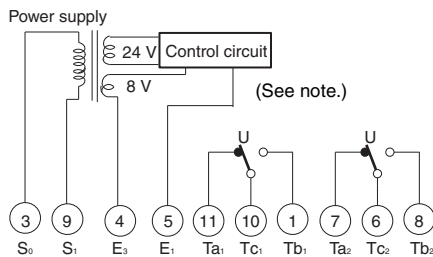 Power supply
24 V
Control circuit
8 V
(See note.)
U U
3 9 4 5 11 10 1 7 6 8
S₀ S₁ E₃ E₁ Ta₁ Tc₁ Tb₁ Ta₂ Tc₂ Tb₂